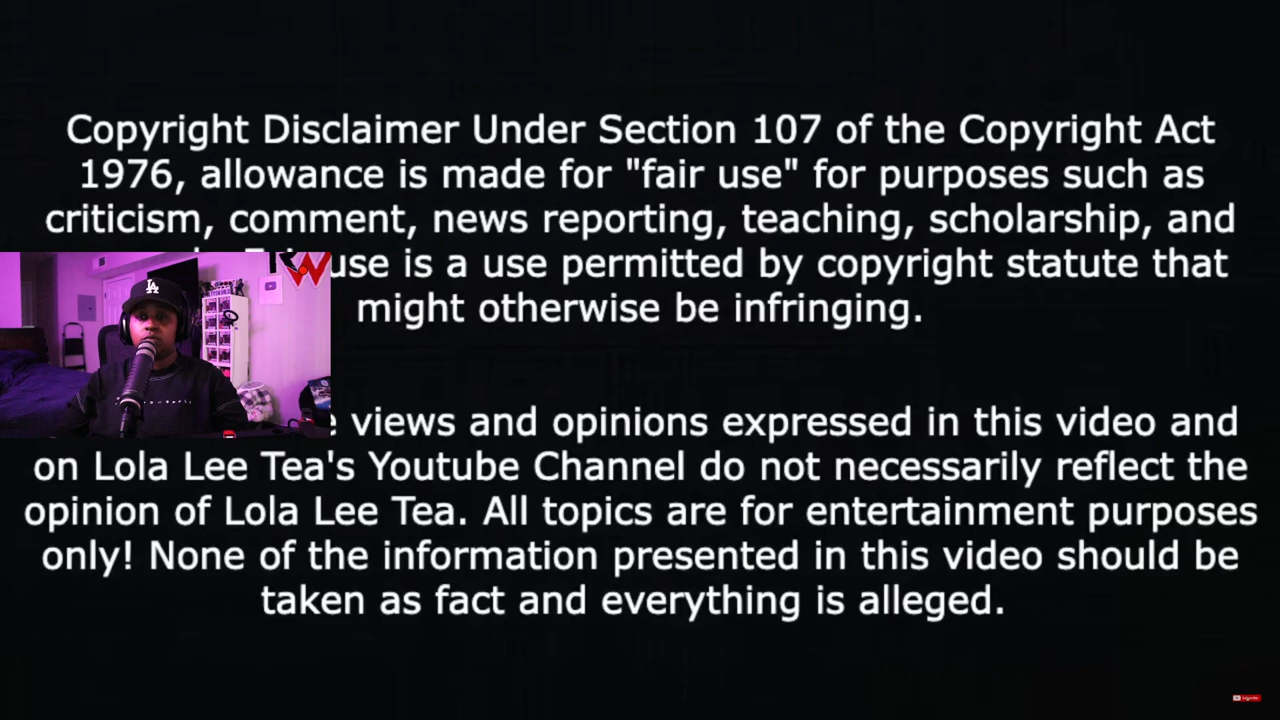 Copyright Disclaimer Under Section 107 of the Copyright Act
1976, allowance is made for "fair use" for purposes such as
criticism, comment, news reporting, teaching, scholarship, and
use is a use permitted by copyright statute that
might otherwise be infringing.
views and opinions expressed in this video and
on Lola Lee Tea's Youtube Channel do not necessarily reflect the
opinion of Lola Lee Tea. All topics are for entertainment purposes
only! None of the information presented in this video should be
taken as fact and everything is alleged.
LA
Subscribe